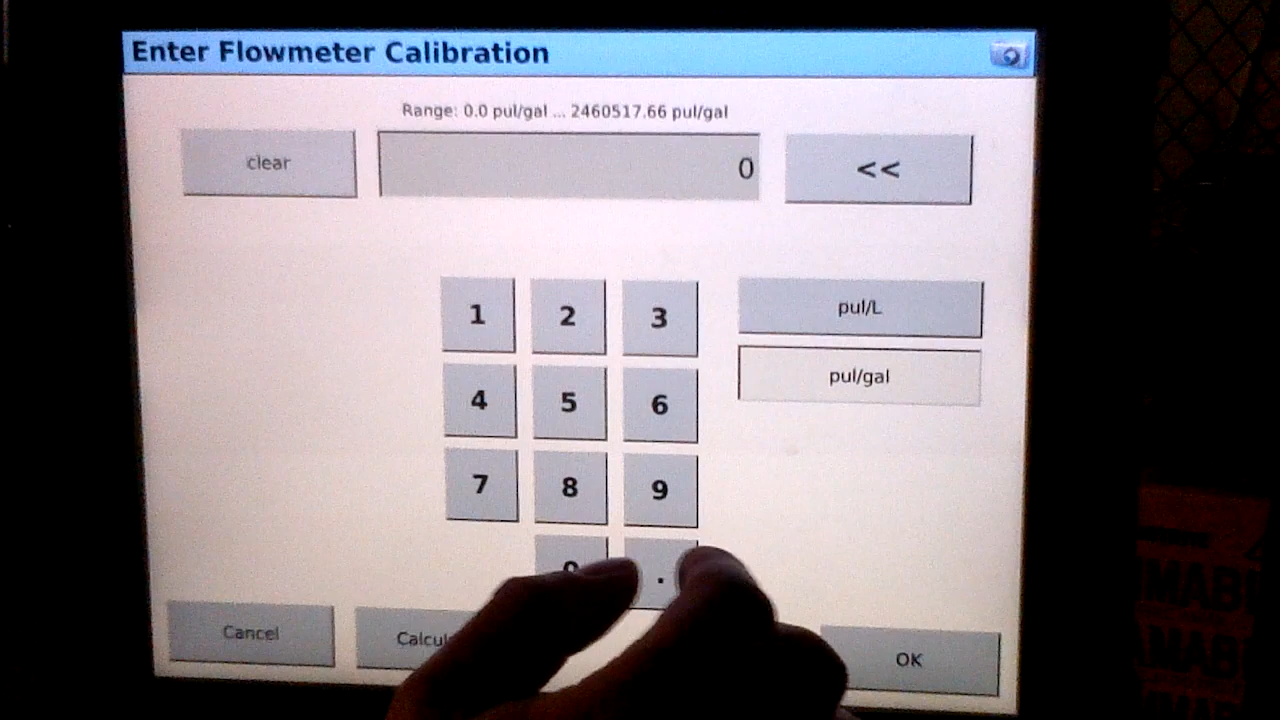 Enter Flowmeter Calibration
Range: 0.0 pul/gal ... 2460517.66 pul/gal
clear
0
<<
1 2 3
pul/L
4 5 6
pul/gal
7 8 9
0 .
Cancel
OK